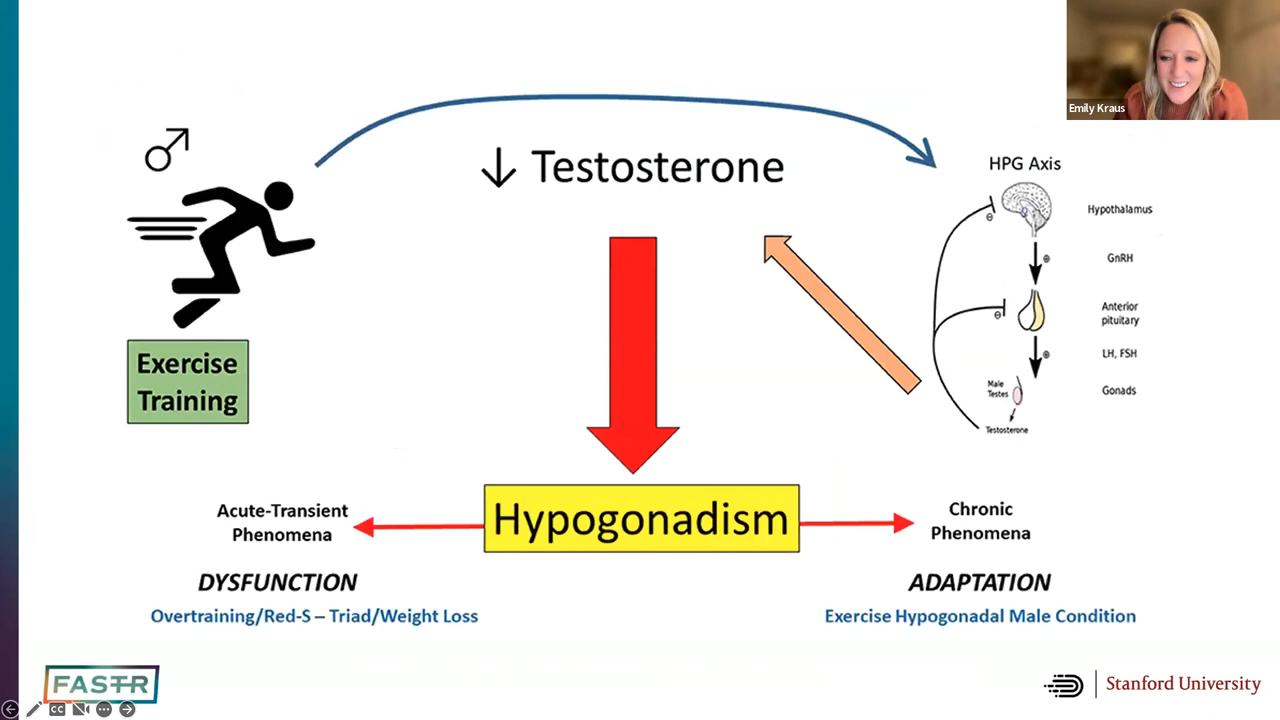 Emily Kraus
↓ Testosterone
HPG Axis
Hypothalamus
GnRH
Anterior
pituitary
LH, FSH
Male
Testes
Gonads
Testosterone
Exercise
Training
Acute-Transient
Phenomena
Hypogonadism
Chronic
Phenomena
DYSFUNCTION
ADAPTATION
Overtraining/Red-S – Triad/Weight Loss
Exercise Hypogonadal Male Condition
FASTR
Stanford University
CC